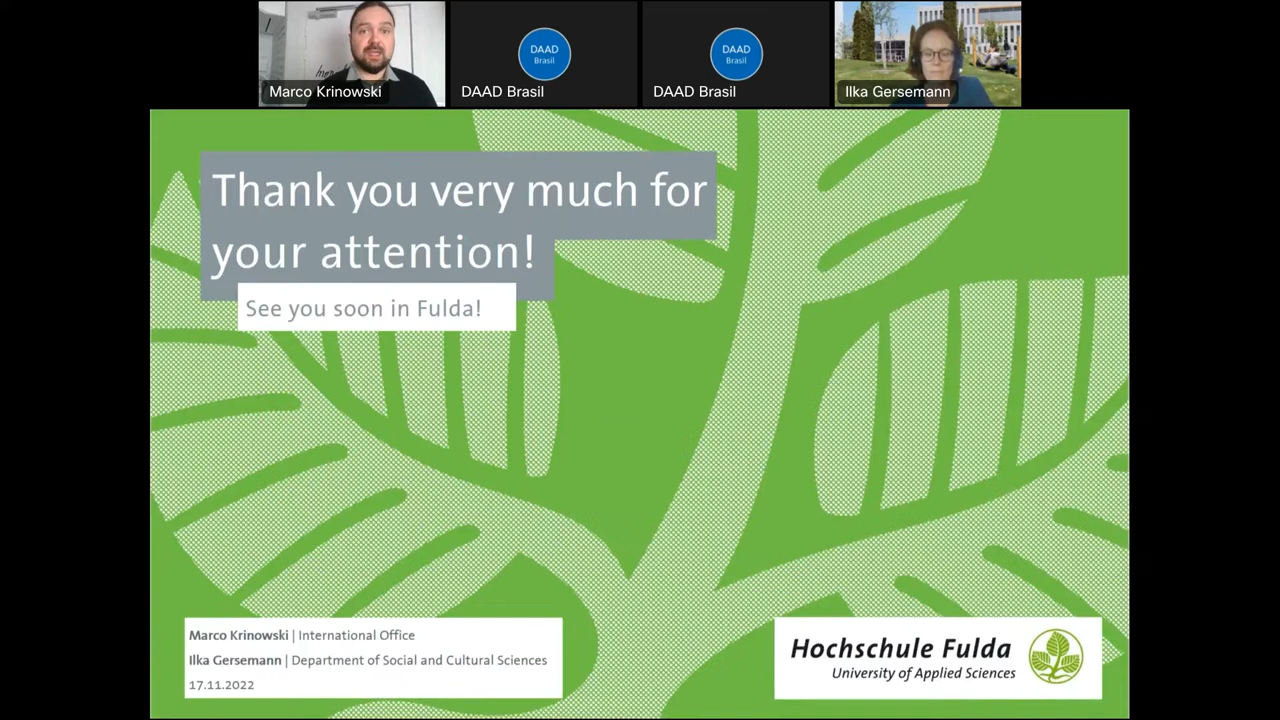 Marco Krinowski
DAAD
Brasil
DAAD Brasil
DAAD
Brasil
DAAD Brasil
Ilka Gersemann
Thank you very much for
your attention!
See you soon in Fulda!
Marco Krinowski | International Office
Ilka Gersemann | Department of Social and Cultural Sciences
17.11.2022
Hochschule Fulda
University of Applied Sciences